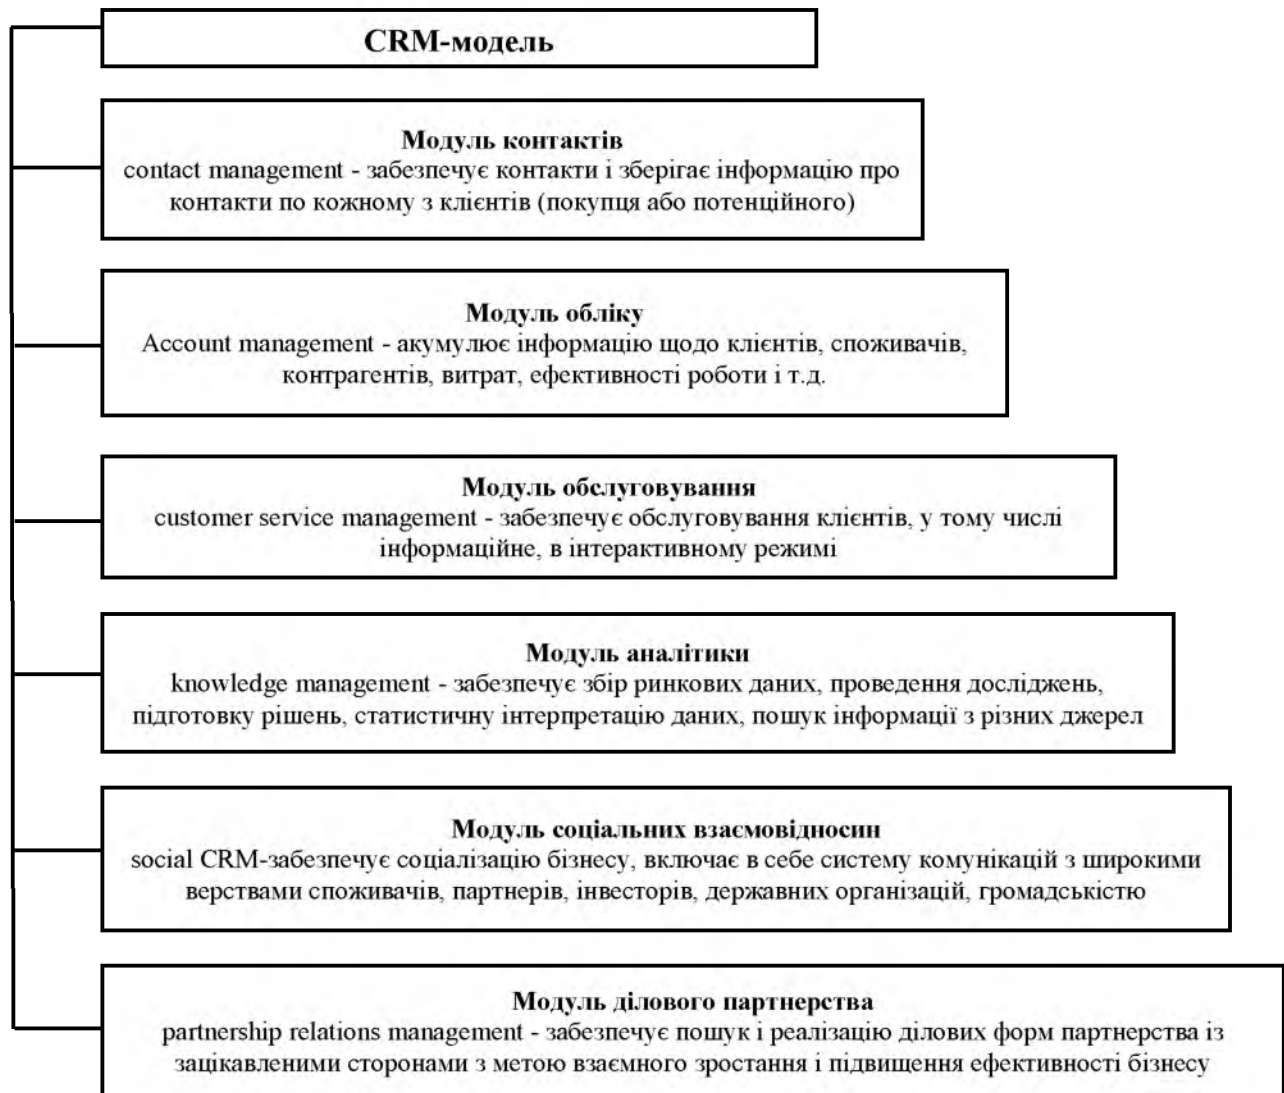 CRM-модель
Модуль контактів
contact management - забезпечує контакти і зберігає інформацію про
контакти по кожному з клієнтів (покупця або потенційного)
Модуль обліку
Account management - акумулює інформацію щодо клієнтів, споживачів,
контрагентів, витрат, ефективності роботи і т.д.
Модуль обслуговування
customer service management - забезпечує обслуговування клієнтів, у тому числі
інформаційне, в інтерактивному режимі
Модуль аналітики
knowledge management - забезпечує збір ринкових даних, проведення досліджень,
підготовку рішень, статистичну інтерпретацію даних, пошук інформації з різних джерел
Модуль соціальних взаємовідносин
social CRM-забезпечує соціалізацію бізнесу, включає в себе систему комунікацій з широкими
верствами споживачів, партнерів, інвесторів, державних організацій, громадськістю
Модуль ділового партнерства
partnership relations management - забезпечує пошук і реалізацію ділових форм партнерства із
зацікавленими сторонами з метою взаємного зростання і підвищення ефективності бізнесу